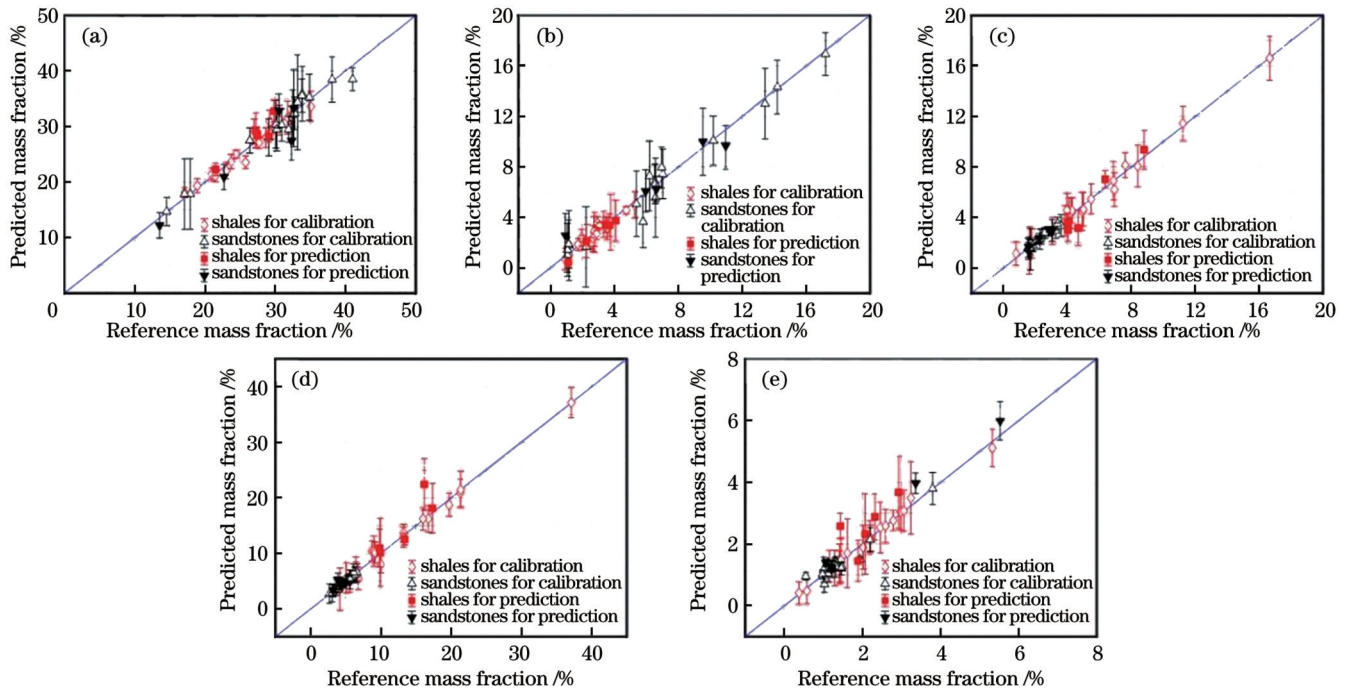 (a)
Predicted mass fraction /%
50
40
30
20
10
0
10
20
30
40
50
Reference mass fraction /%
shales for calibration
sandstones for calibration
shales for prediction
sandstones for prediction
(b)
Predicted mass fraction /%
20
16
12
8
4
0
0
4
8
12
16
20
Reference mass fraction /%
shales for calibration
sandstones for
calibration
shales for prediction
sandstones for
prediction
(c)
Predicted mass fraction /%
20
16
12
8
4
0
0
4
8
12
16
20
Reference mass fraction /%
shales for calibration
sandstones for calibration
shales for prediction
sandstones for prediction
(d)
Predicted mass fraction /%
40
30
20
10
0
0
10
20
30
40
Reference mass fraction /%
shales for calibration
sandstones for calibration
shales for prediction
sandstones for prediction
(e)
Predicted mass fraction /%
8
6
4
2
0
0
2
4
6
8
Reference mass fraction /%
shales for calibration
sandstones for calibration
shales for prediction
sandstones for prediction